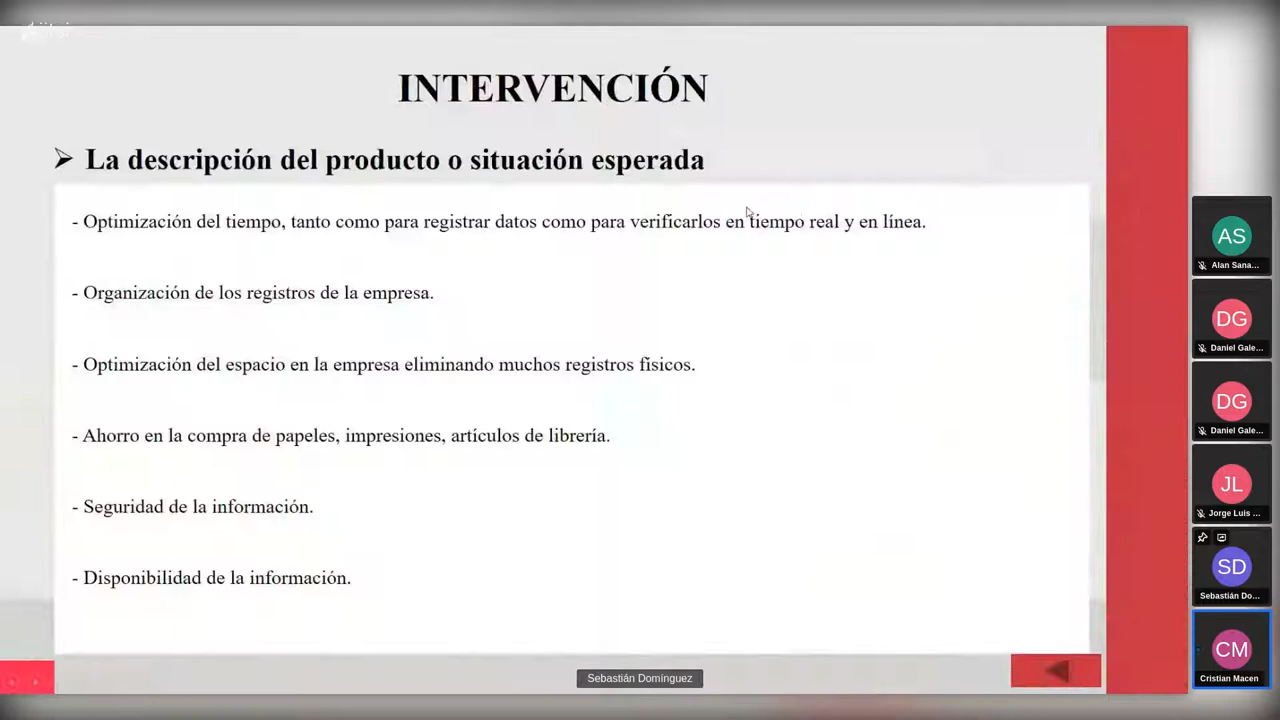 INTERVENCIÓN
➢ La descripción del producto o situación esperada
- Optimización del tiempo, tanto como para registrar datos como para verificarlos en tiempo real y en línea.
- Organización de los registros de la empresa.
- Optimización del espacio en la empresa eliminando muchos registros físicos.
- Ahorro en la compra de papeles, impresiones, artículos de librería.
- Seguridad de la información.
- Disponibilidad de la información.
Sebastián Domínguez
AS
Alan Sana...
DG
Daniel Gale...
DG
Daniel Gale...
JL
Jorge Luis ...
SD
Sebastián Do...
CM
Cristian Macen